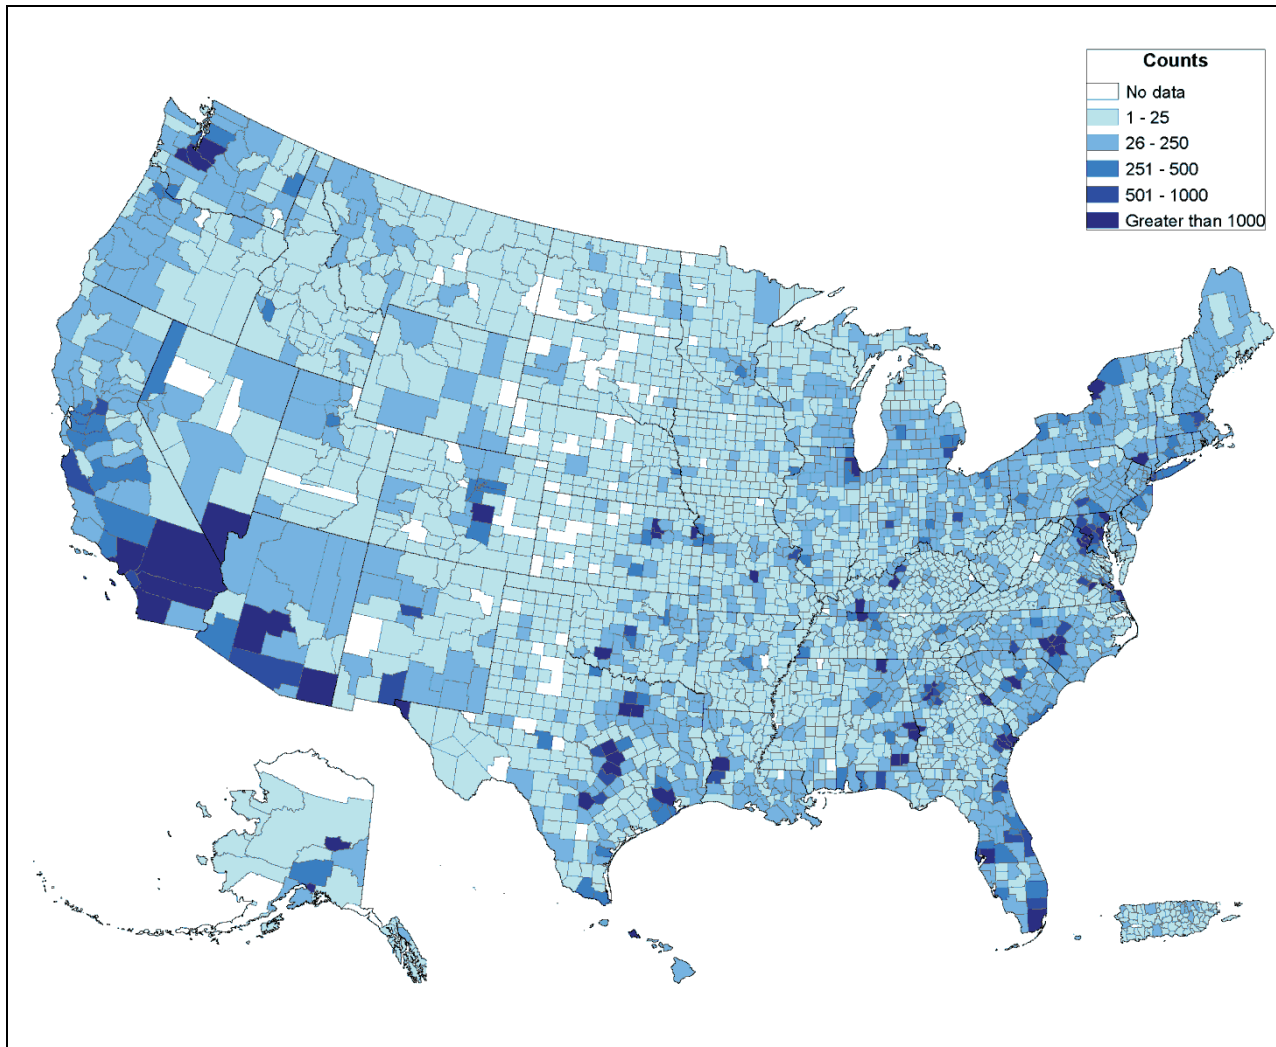 Counts
No data
1 - 25
26 - 250
251 - 500
501 - 1000
Greater than 1000